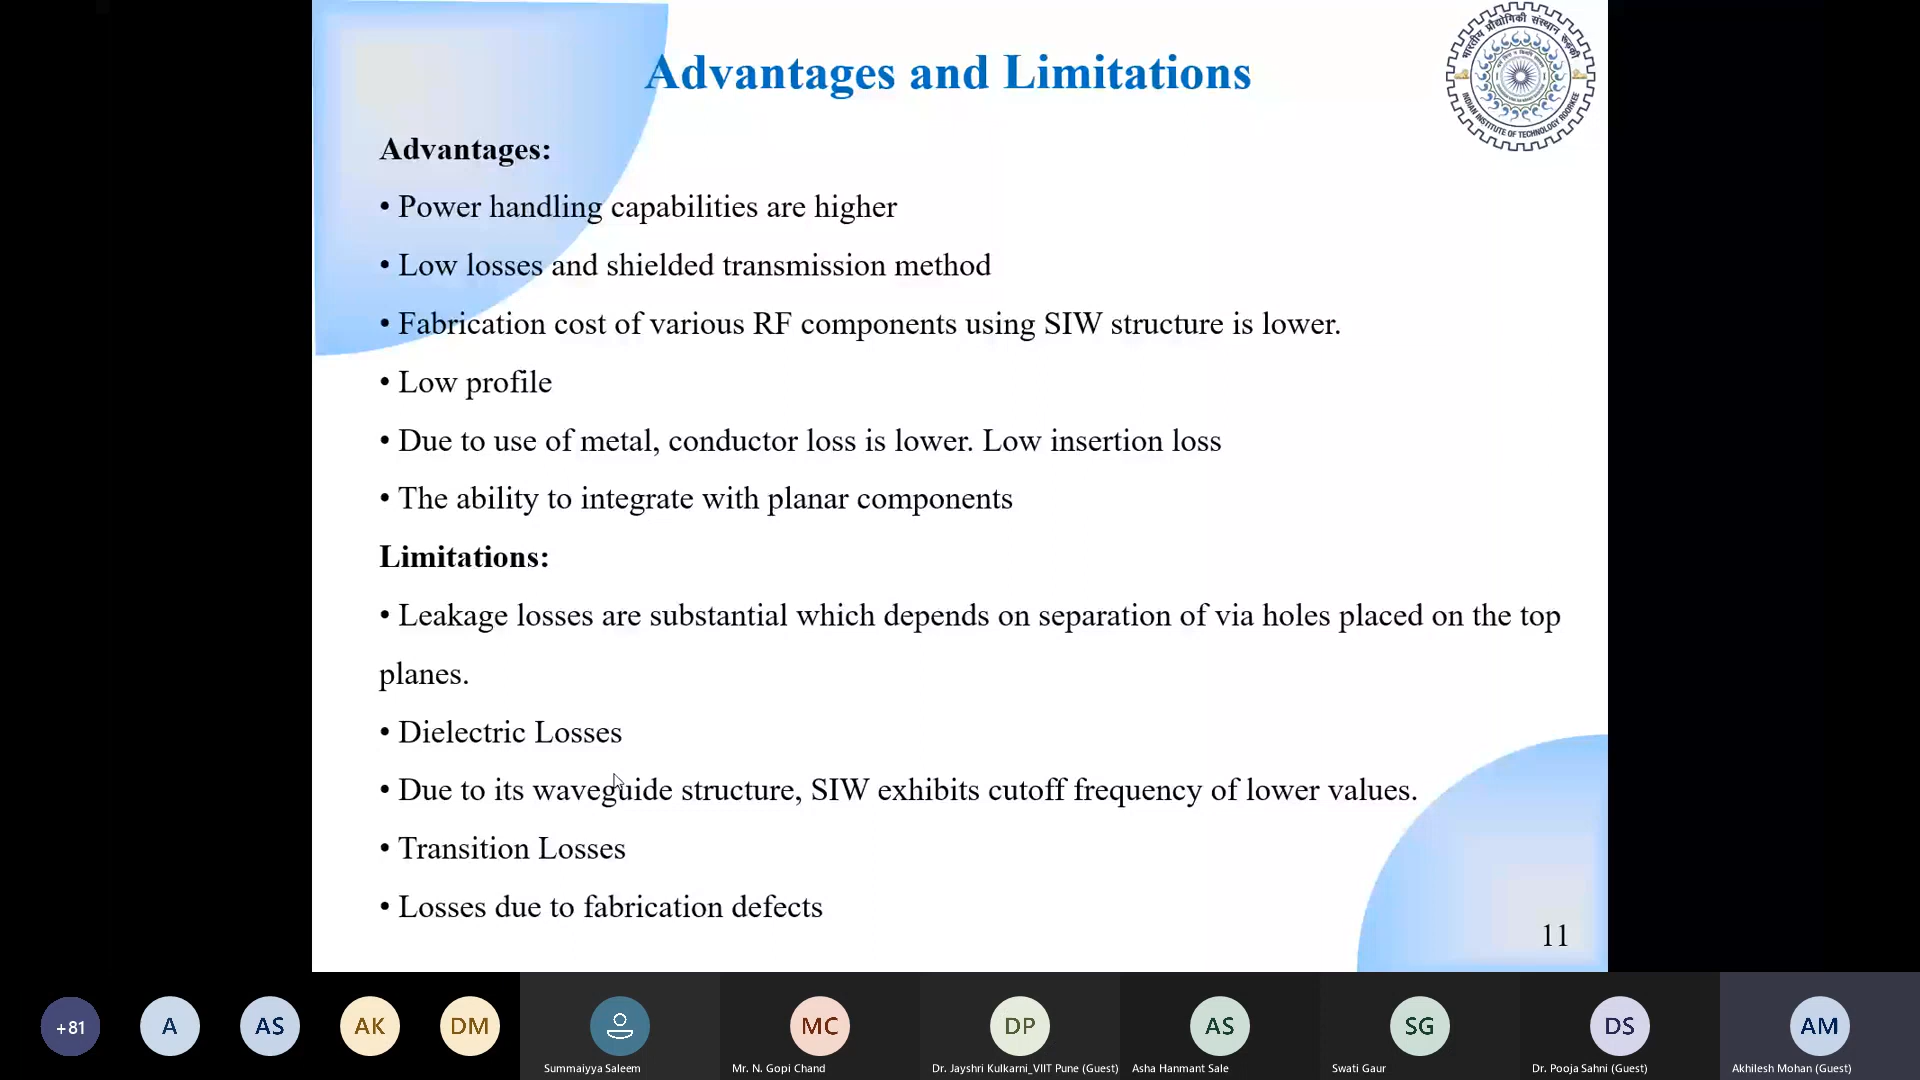 Advantages and Limitations
भारतीय प्रौद्योगिकी संस्थान रूड़की
INDIAN INSTITUTE OF TECHNOLOGY ROORKEE
Advantages:
• Power handling capabilities are higher
• Low losses and shielded transmission method
• Fabrication cost of various RF components using SIW structure is lower.
• Low profile
• Due to use of metal, conductor loss is lower. Low insertion loss
• The ability to integrate with planar components
Limitations:
• Leakage losses are substantial which depends on separation of via holes placed on the top
planes.
• Dielectric Losses
• Due to its waveguide structure, SIW exhibits cutoff frequency of lower values.
• Transition Losses
• Losses due to fabrication defects
11
+81 A AS AK DM MC DP AS SG DS AM
Summaiyya Saleem Mr. N. Gopi Chand Dr. Jayshri Kulkarni_VIIT Pune (Guest) Asha Hanmant Sale Swati Gaur Dr. Pooja Sahni (Guest) Akhilesh Mohan (Guest)